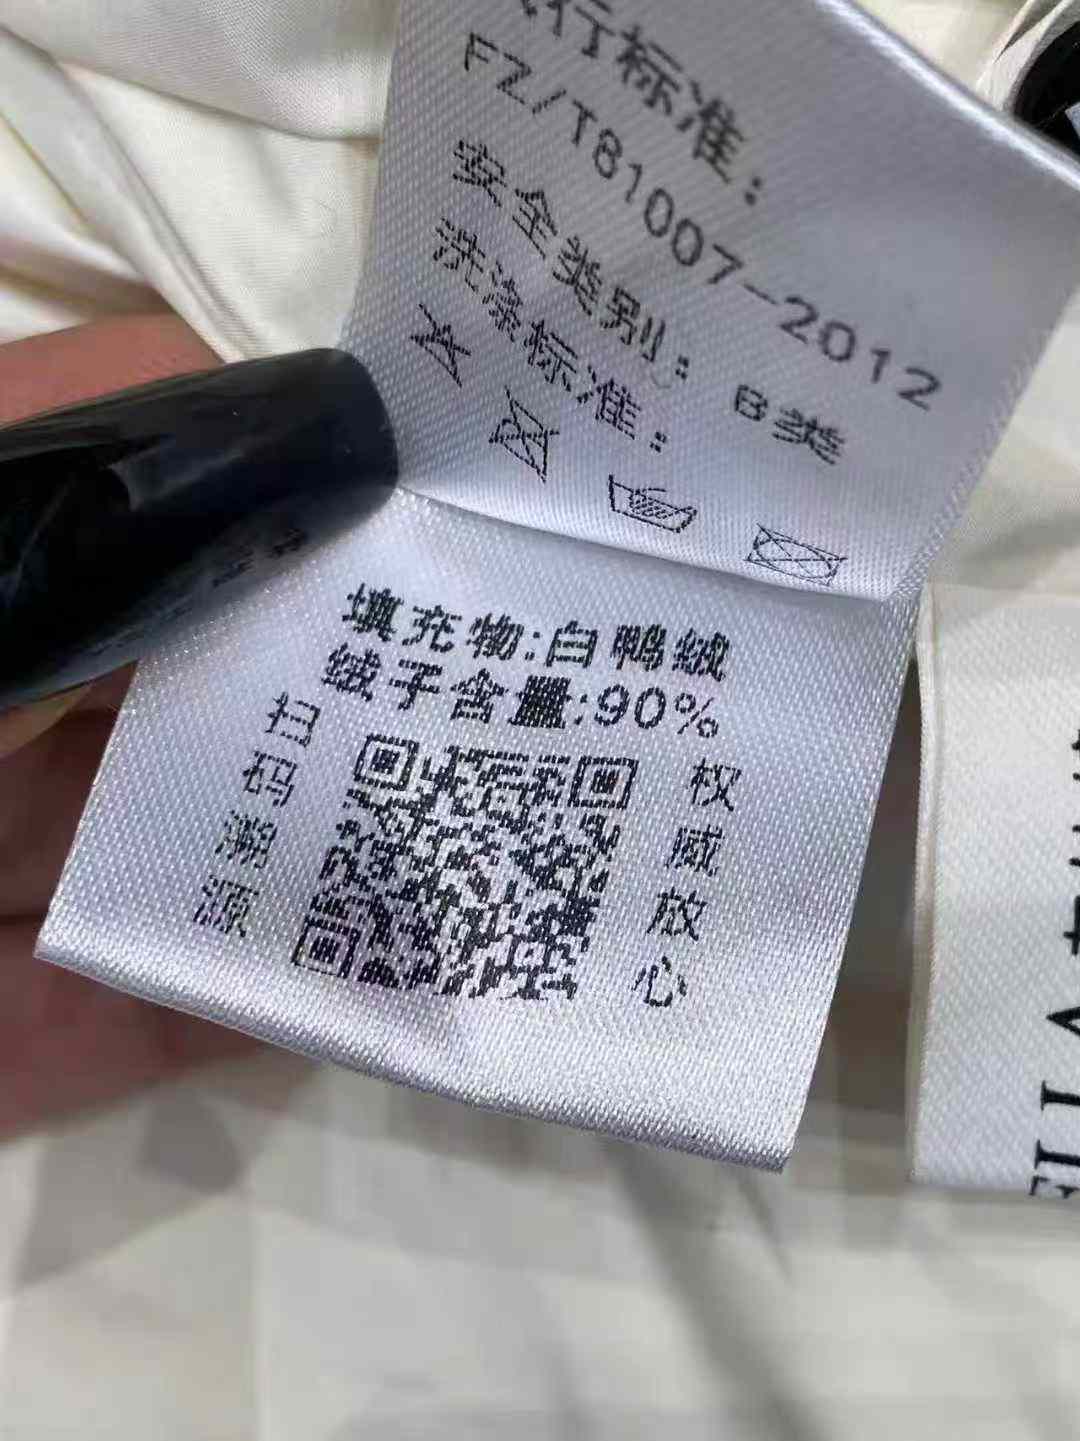 行标准:
FZ/T81007-2012
安全类别: B类
洗涤标准:
填充物:白鸭绒
绒子含量:90%
扫码溯源
权威放心